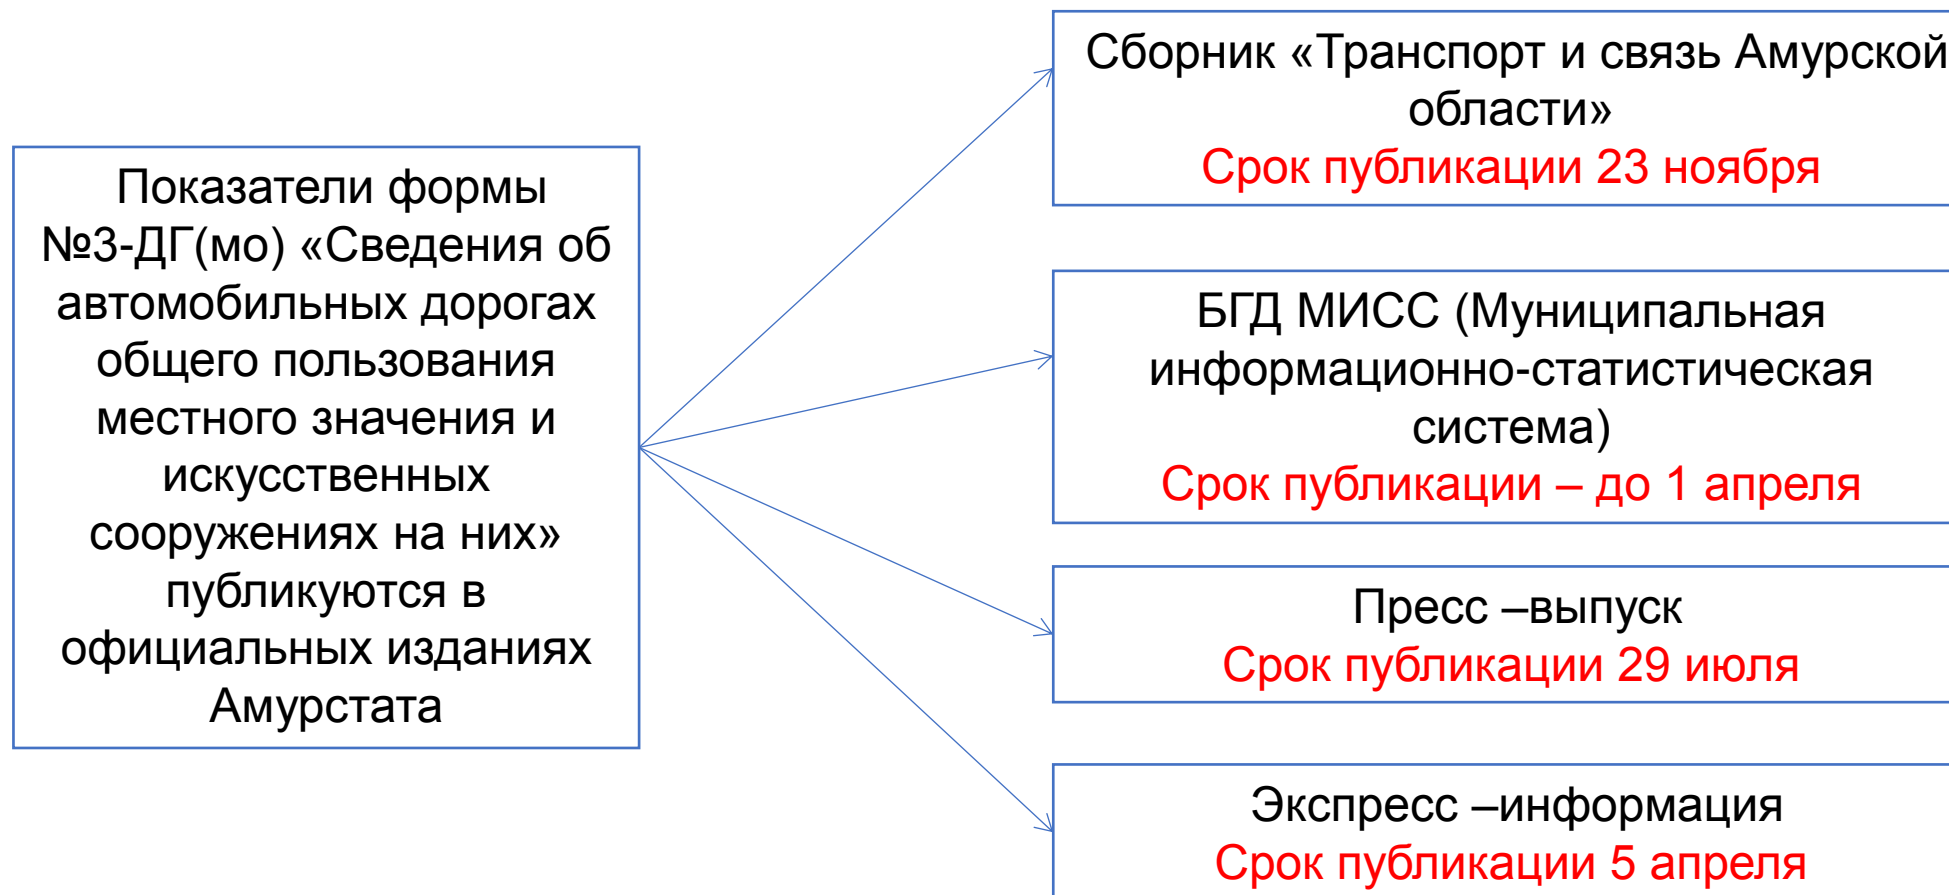 Показатели формы
№3-ДГ(мо) «Сведения об
автомобильных дорогах
общего пользования
местного значения и
искусственных
сооружениях на них»
публикуются в
официальных изданиях
Амурстата
Сборник «Транспорт и связь Амурской
области»
Срок публикации 23 ноября
БГД МИСС (Муниципальная
информационно-статистическая
система)
Срок публикации – до 1 апреля
Пресс –выпуск
Срок публикации 29 июля
Экспресс –информация
Срок публикации 5 апреля